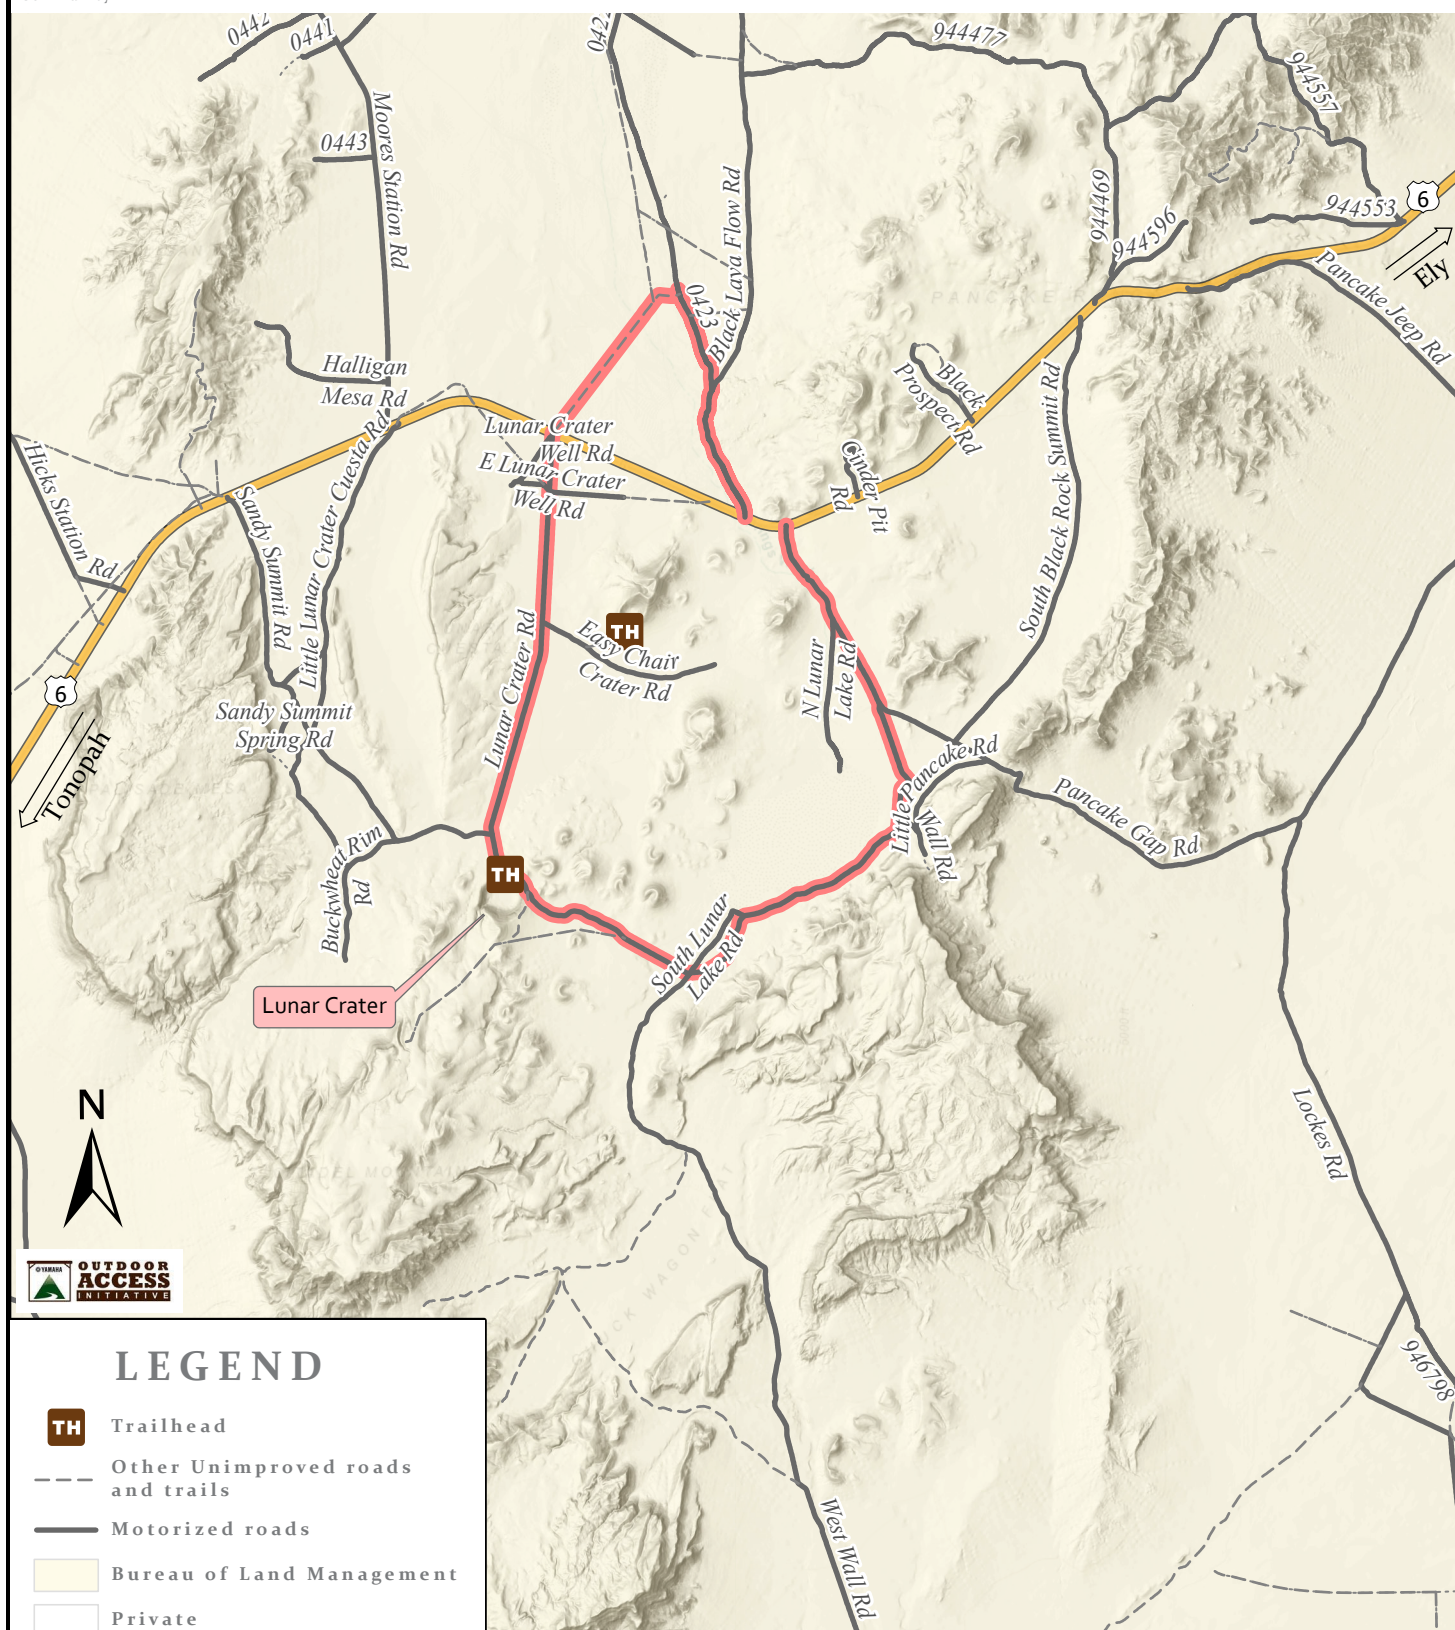 0442
0441
0422
944477
944557
Moores Station Rd
0443
Black Lava Flow Rd
944469
944596
944553
6
Ely
Pancake Jeep Rd
0423
PANCAKE
Halligan
Mesa Rd
Black
Prospect Rd
Lunar Crater
Well Rd
E Lunar Crater
Well Rd
Cinder Pit
Rd
South Black Rock Summit Rd
Hicks Station Rd
Sandy Summit Rd
Little Lunar Crater Cuesta Rd
Lunar Crater Rd
TH
Easy Chair
Crater Rd
N Lunar
Lake Rd
6
Tonopah
Sandy Summit
Spring Rd
Little Pancake Rd
Pancake Gap Rd
Wall Rd
Buckwheat Rim
Rd
TH
South Lunar
Lake Rd
Lunar Crater
N
Lockes Rd
YAMAHA
OUTDOOR
ACCESS
INITIATIVE
946798
West Wall Rd
LEGEND
TH Trailhead
Other Unimproved roads
and trails
Motorized roads
Bureau of Land Management
Private